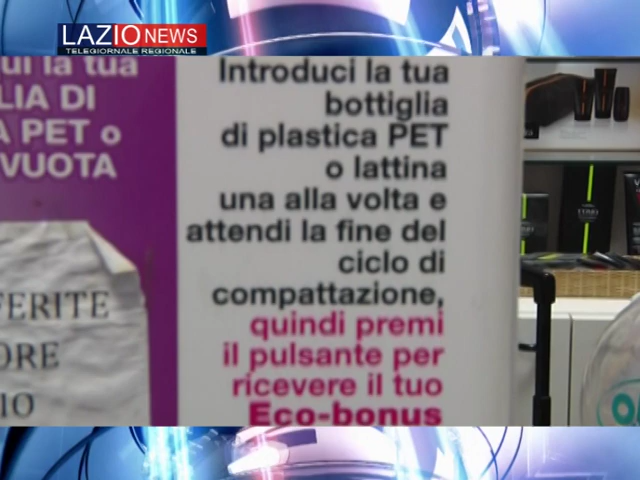 LAZIONEWS
TELEGIORNALE REGIONALE
ui la tua
LIA DI
A PET o
VUOTA
FERITE
ORE
IO
Introduci la tua
bottiglia
di plastica PET
o lattina
una alla volta e
attendi la fine del
ciclo di
compattazione,
quindi premi
il pulsante per
ricevere il tuo
Eco-bonus